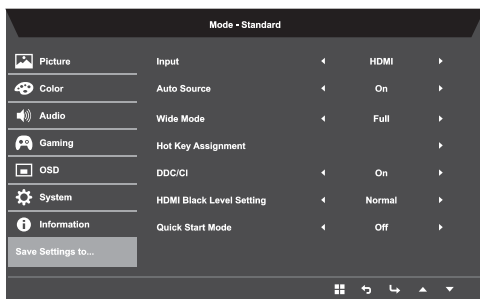 Mode - Standard
Picture
Input HDMI
Color
Auto Source On
Audio
Wide Mode Full
Gaming
Hot Key Assignment
OSD
DDC/CI On
System
HDMI Black Level Setting Normal
Information
Quick Start Mode Off
Save Settings to...